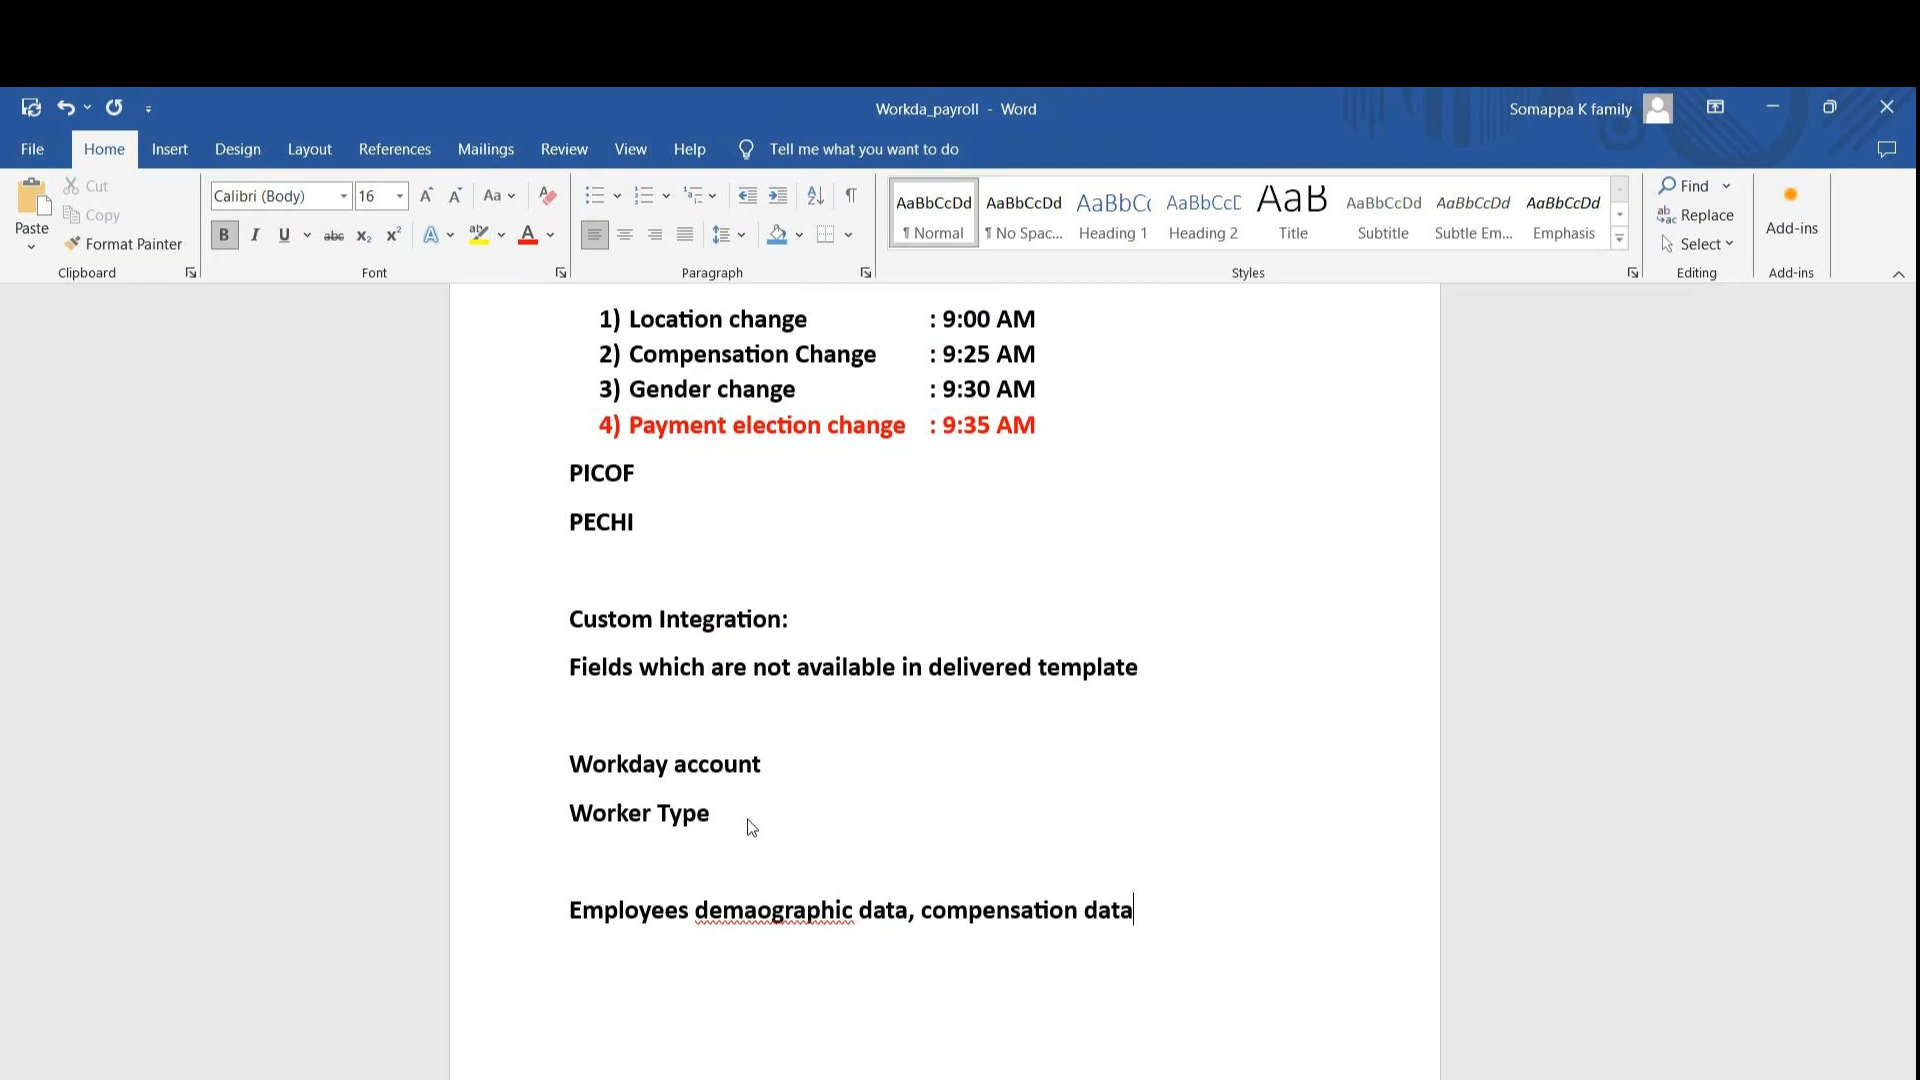 Workda_payroll - Word
Somappa K family
File Home Insert Design Layout References Mailings Review View Help Tell me what you want to do
Paste
Cut
Copy
Format Painter
Clipboard
Calibri (Body) 16
Font
Paragraph
AaBbCcDd AaBbCcDd AaBbC AaBbCcD AaB AaBbCcDd AaBbCcDd AaBbCcDd
¶ Normal ¶ No Spac... Heading 1 Heading 2 Title Subtitle Subtle Em... Emphasis
Styles
Find
Replace
Select
Editing
Add-ins
Add-ins
1) Location change : 9:00 AM
2) Compensation Change : 9:25 AM
3) Gender change : 9:30 AM
4) Payment election change : 9:35 AM
PICOF
PECHI
Custom Integration:
Fields which are not available in delivered template
Workday account
Worker Type
Employees demaographic data, compensation data